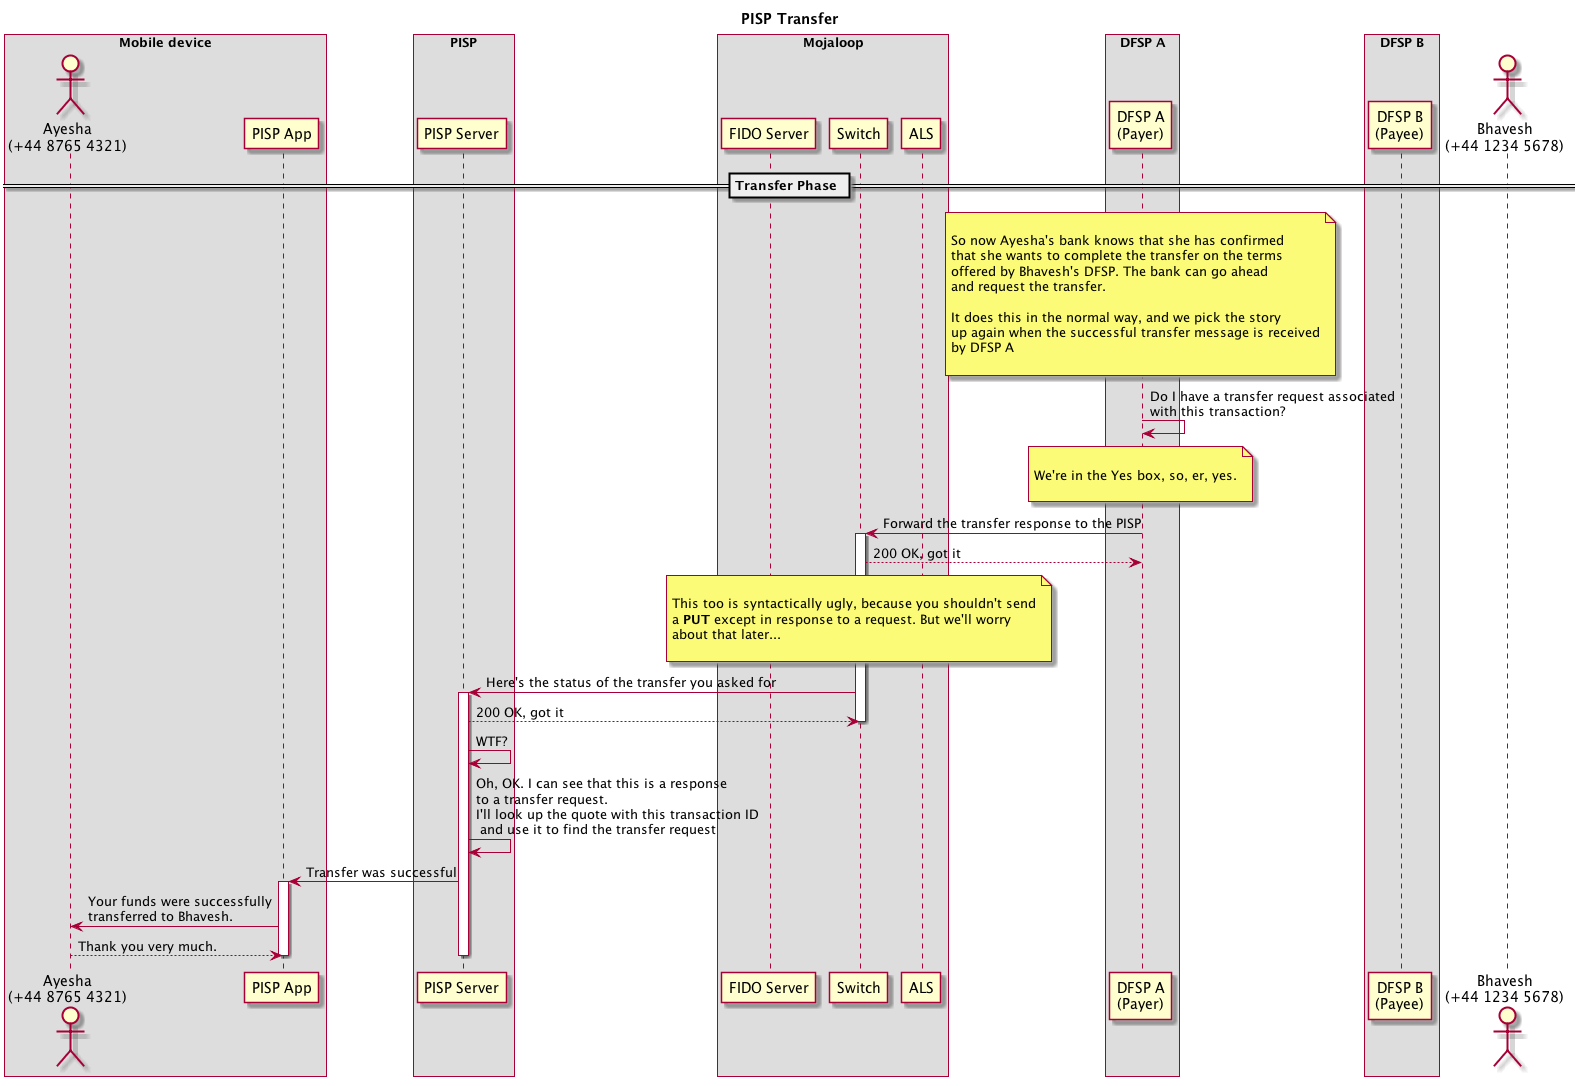 PISP Transfer
Mobile device
PISP
Mojaloop
DFSP A
DFSP B
Ayesha
(+44 8765 4321)
PISP App
PISP Server
FIDO Server
Switch
ALS
DFSP A
(Payer)
DFSP B
(Payee)
Bhavesh
(+44 1234 5678)
Transfer Phase
So now Ayesha's bank knows that she has confirmed
that she wants to complete the transfer on the terms
offered by Bhavesh's DFSP. The bank can go ahead
and request the transfer.
It does this in the normal way, and we pick the story
up again when the successful transfer message is received
by DFSP A
Do I have a transfer request associated
with this transaction?
We're in the Yes box, so, er, yes.
Forward the transfer response to the PISP
200 OK, got it
This too is syntactically ugly, because you shouldn't send
a PUT except in response to a request. But we'll worry
about that later...
Here's the status of the transfer you asked for
200 OK, got it
WTF?
Oh, OK. I can see that this is a response
to a transfer request.
I'll look up the quote with this transaction ID
and use it to find the transfer request
Transfer was successful
Your funds were successfully
transferred to Bhavesh.
Thank you very much.
Ayesha
(+44 8765 4321)
PISP App
PISP Server
FIDO Server
Switch
ALS
DFSP A
(Payer)
DFSP B
(Payee)
Bhavesh
(+44 1234 5678)